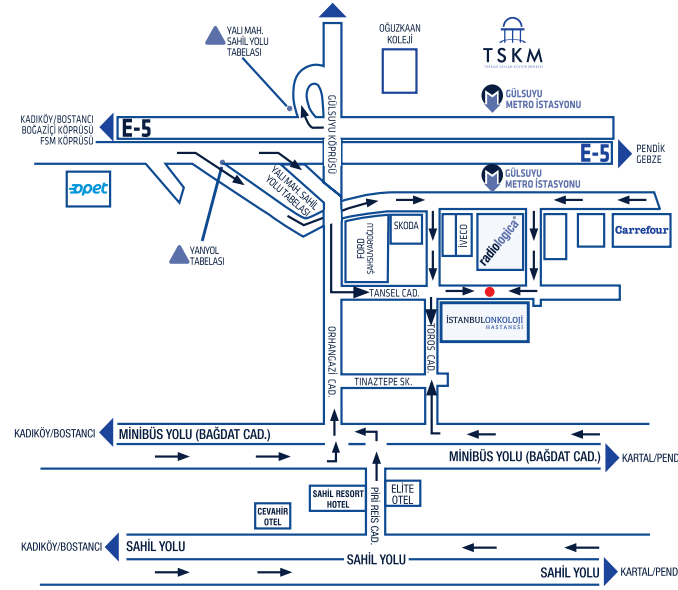 YALI MAH.
SAHİL YOLU
TABELASI
OĞUZKAAN
KOLEJİ
TSKM
GÜLSUYU
METRO İSTASYONU
KADIKÖY/BOSTANCI
BOĞAZİÇİ KÖPRÜSÜ
FSM KÖPRÜSÜ
E-5
GÜLSUYU KÖPRÜSÜ
E-5
PENDİK
GEBZE
GÜLSUYU
METRO İSTASYONU
opet
YALI MAH. SAHİL
YOLU TABELASI
YANYOL
TABELASI
FORD
ŞAHSUVAROĞLU
SKODA
İVECO
radiologica
Carrefour
TANSEL CAD.
İSTANBULONKOLOJİ
HASTANESİ
TOROS CAD.
ORHANGAZİ CAD.
TINAZTEPE SK.
KADIKÖY/BOSTANCI
MİNİBÜS YOLU (BAĞDAT CAD.)
MİNİBÜS YOLU (BAĞDAT CAD.)
KARTAL/PEND
SAHİL RESORT
HOTEL
ELİTE
OTEL
PİRİ REİS CAD.
CEVAHİR
OTEL
KADIKÖY/BOSTANCI
SAHİL YOLU
SAHİL YOLU
SAHİL YOLU
KARTAL/PEND